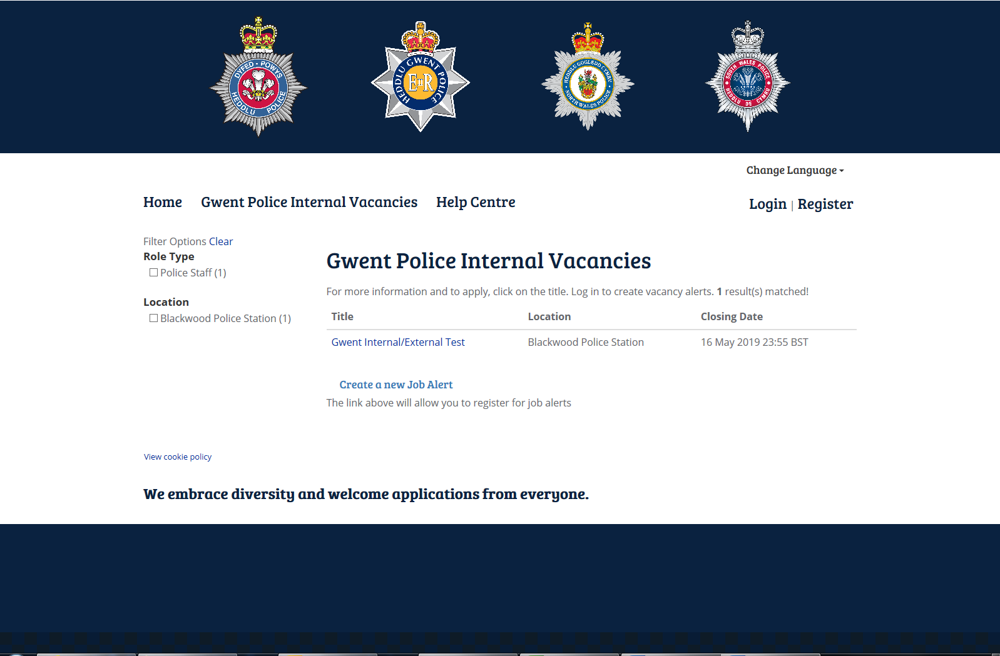 DYFED - POWYS
HEDDLU POLICE
HEDDLU GWENT POLICE
EIIR
HEDDLU GOGLEDD CYMRU
NORTH WALES POLICE
SOUTH WALES POLICE
HEDDLU DE CYMRU
Change Language
Home Gwent Police Internal Vacancies Help Centre Login | Register
Filter Options Clear
Role Type
Police Staff (1)
Location
Blackwood Police Station (1)
Gwent Police Internal Vacancies
For more information and to apply, click on the title. Log in to create vacancy alerts. 1 result(s) matched!
Title Location Closing Date
Gwent Internal/External Test Blackwood Police Station 16 May 2019 23:55 BST
Create a new Job Alert
The link above will allow you to register for job alerts
View cookie policy
We embrace diversity and welcome applications from everyone.